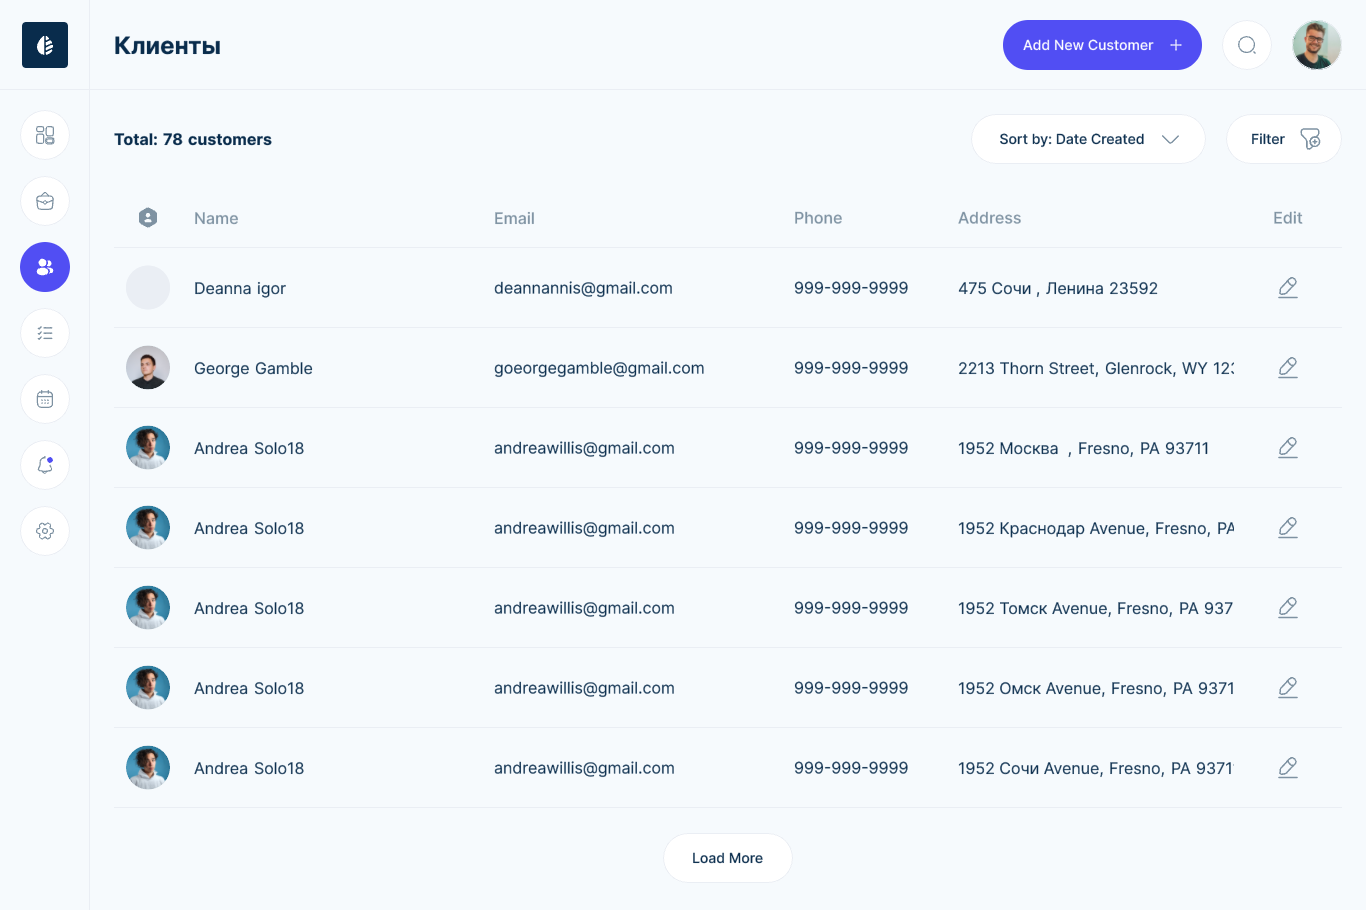 Клиенты
Add New Customer
Total: 78 customers
Sort by: Date Created
Filter
Name Email Phone Address Edit
Deanna igor deannannis@gmail.com 999-999-9999 475 Сочи , Ленина 23592
George Gamble goeorgegamble@gmail.com 999-999-9999 2213 Thorn Street, Glenrock, WY
Andrea Solo18 andreawillis@gmail.com 999-999-9999 1952 Москва , Fresno, PA 93711
Andrea Solo18 andreawillis@gmail.com 999-999-9999 1952 Краснодар Avenue, Fresno, PA
Andrea Solo18 andreawillis@gmail.com 999-999-9999 1952 Томск Avenue, Fresno, PA 937
Andrea Solo18 andreawillis@gmail.com 999-999-9999 1952 Омск Avenue, Fresno, PA 9371
Andrea Solo18 andreawillis@gmail.com 999-999-9999 1952 Сочи Avenue, Fresno, PA 9371
Load More